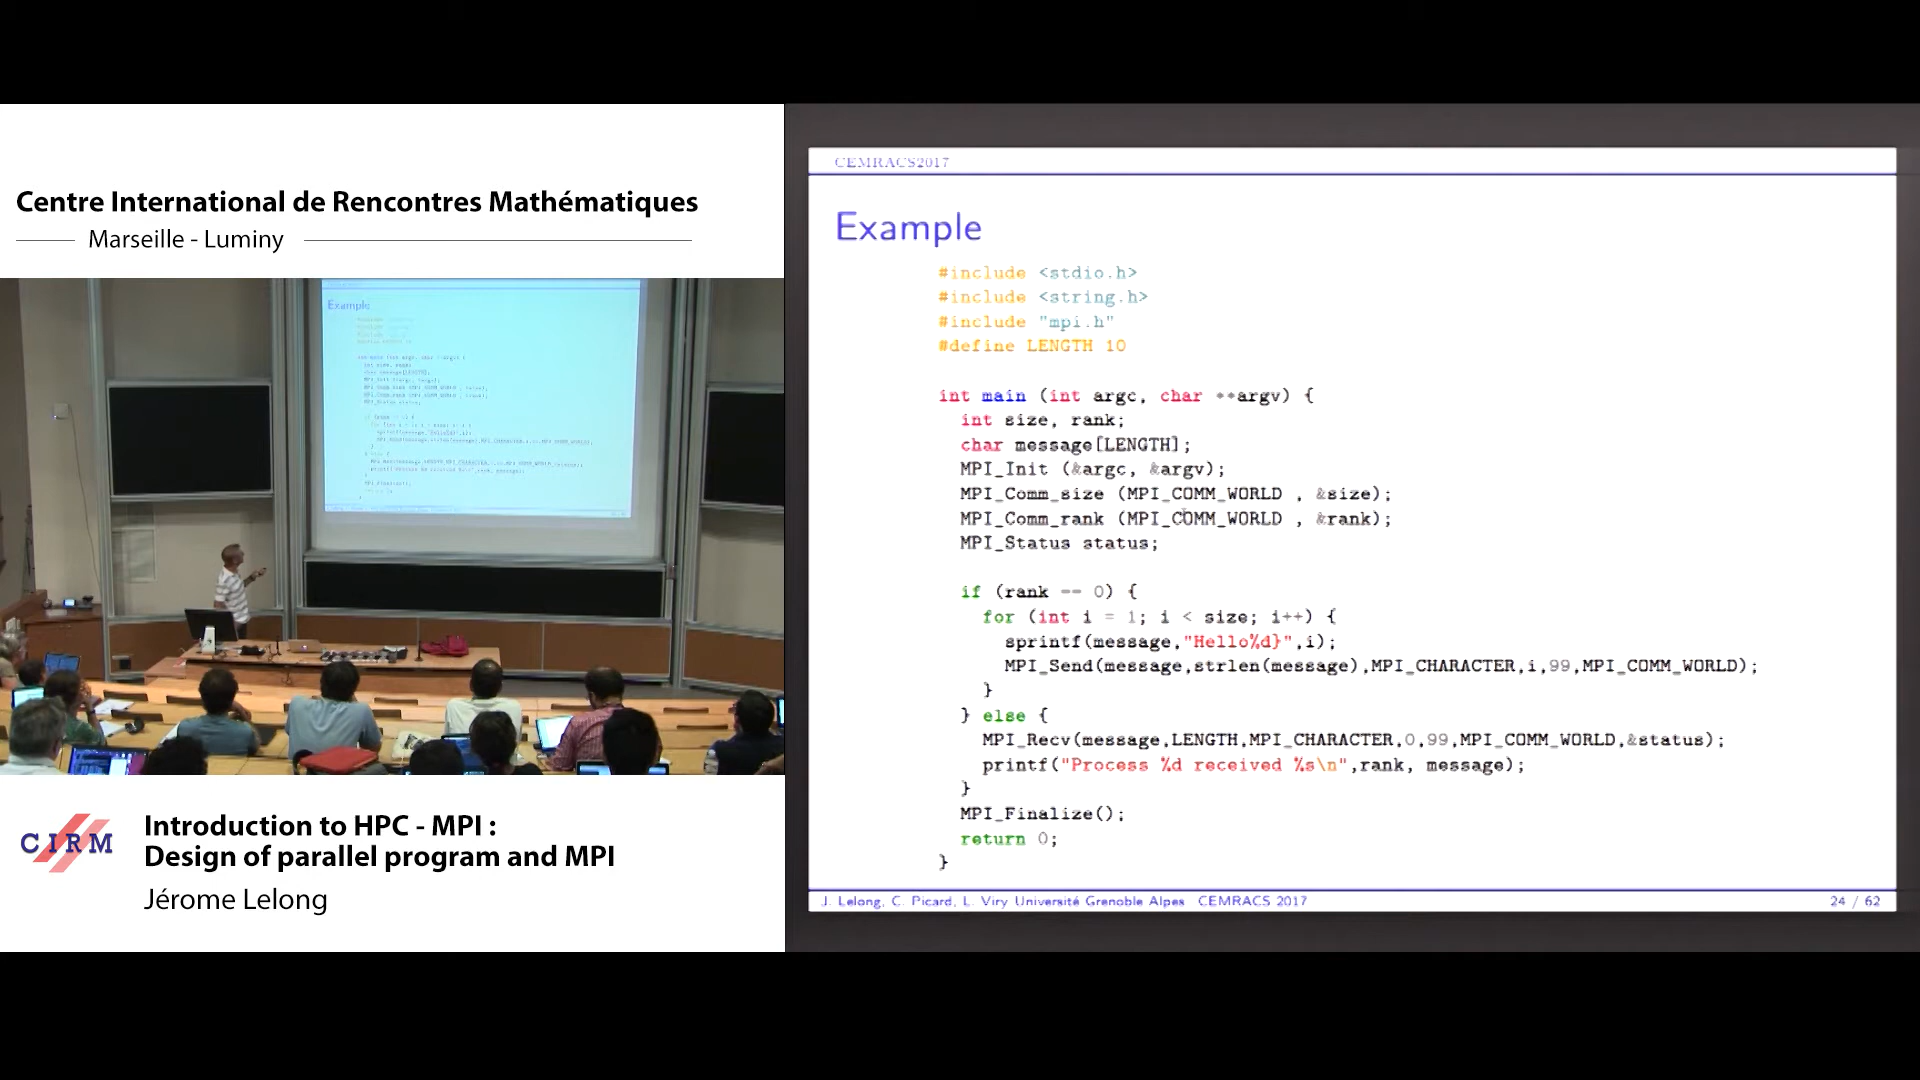 Centre International de Rencontres Mathématiques
Marseille - Luminy
Example
CIRM
Introduction to HPC - MPI :
Design of parallel program and MPI
Jérome Lelong
CEMRACS2017
Example
#include <stdio.h>
#include <string.h>
#include "mpi.h"
#define LENGTH 10
int main (int argc, char **argv) {
int size, rank;
char message[LENGTH];
MPI_Init (&argc, &argv);
MPI_Comm_size (MPI_COMM_WORLD , &size);
MPI_Comm_rank (MPI_COMM_WORLD , &rank);
MPI_Status status;
if (rank == 0) {
for (int i = 1; i < size; i++) {
sprintf(message,"Hello%d}",i);
MPI_Send(message,strlen(message),MPI_CHARACTER,i,99,MPI_COMM_WORLD);
}
} else {
MPI_Recv(message,LENGTH,MPI_CHARACTER,0,99,MPI_COMM_WORLD,&status);
printf("Process %d received %s\n",rank, message);
}
MPI_Finalize();
return 0;
}
J. Lelong, C. Picard, L. Viry Université Grenoble Alpes CEMRACS 2017
24 / 62